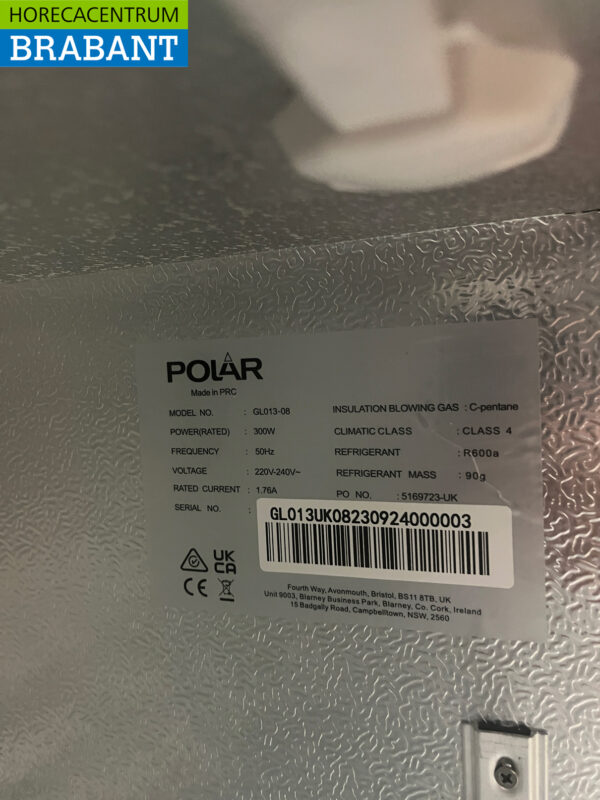 HORECACENTRUM
BRABANT
POLAR
Made in PRC
MODEL NO. : GL013-08
POWER(RATED) : 300W
FREQUENCY : 50Hz
VOLTAGE : 220V-240V~
RATED CURRENT : 1.76A
SERIAL NO. :
INSULATION BLOWING GAS : C-pentane
CLIMATIC CLASS : CLASS 4
REFRIGERANT : R600a
REFRIGERANT MASS : 90g
PO NO. : 5169723-UK
GL013UK08230924000003
UK
CA
CE
Fourth Way, Avonmouth, Bristol, BS11 8TB, UK
Unit 9003, Blarney Business Park, Blarney, Co. Cork, Ireland
15 Badgally Road, Campbelltown, NSW, 2560